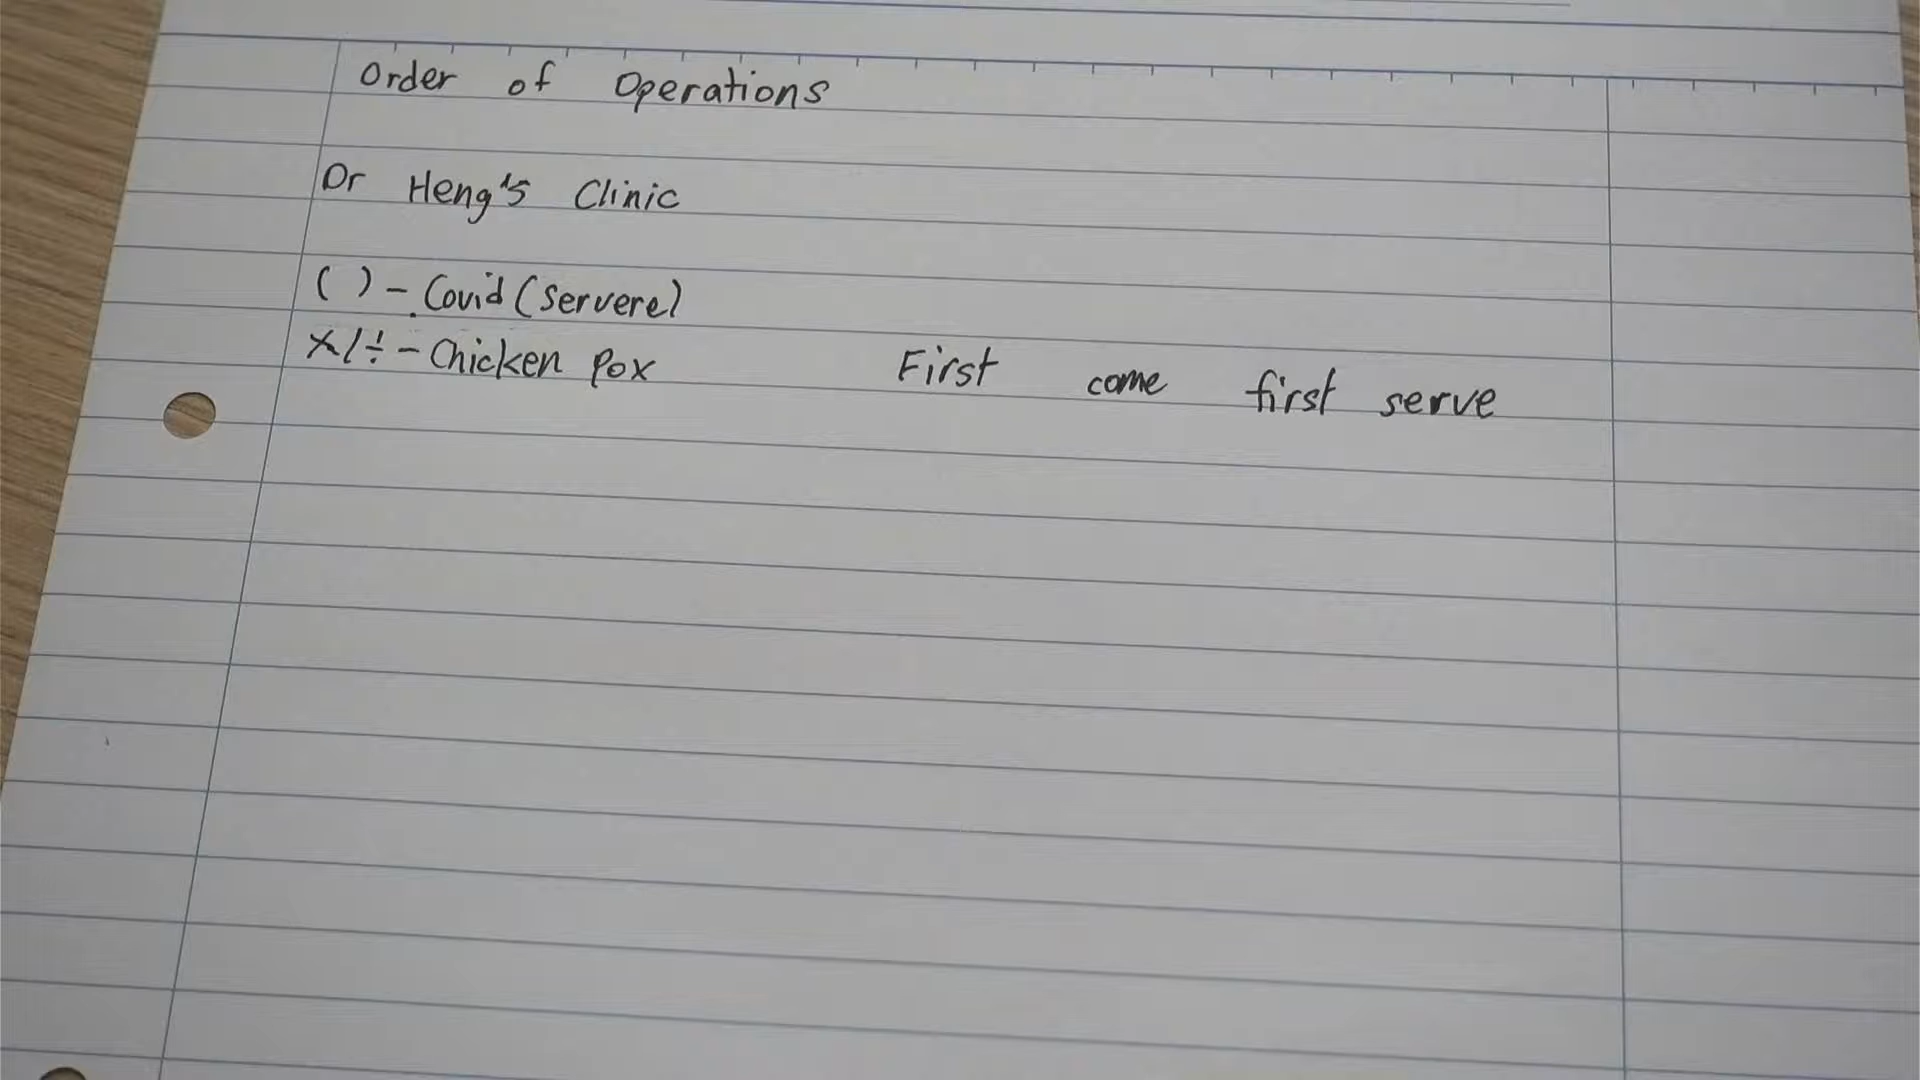 Order of Operations
Dr Heng's Clinic
( ) - Covid (servere)
×/÷ - Chicken Pox First come first serve